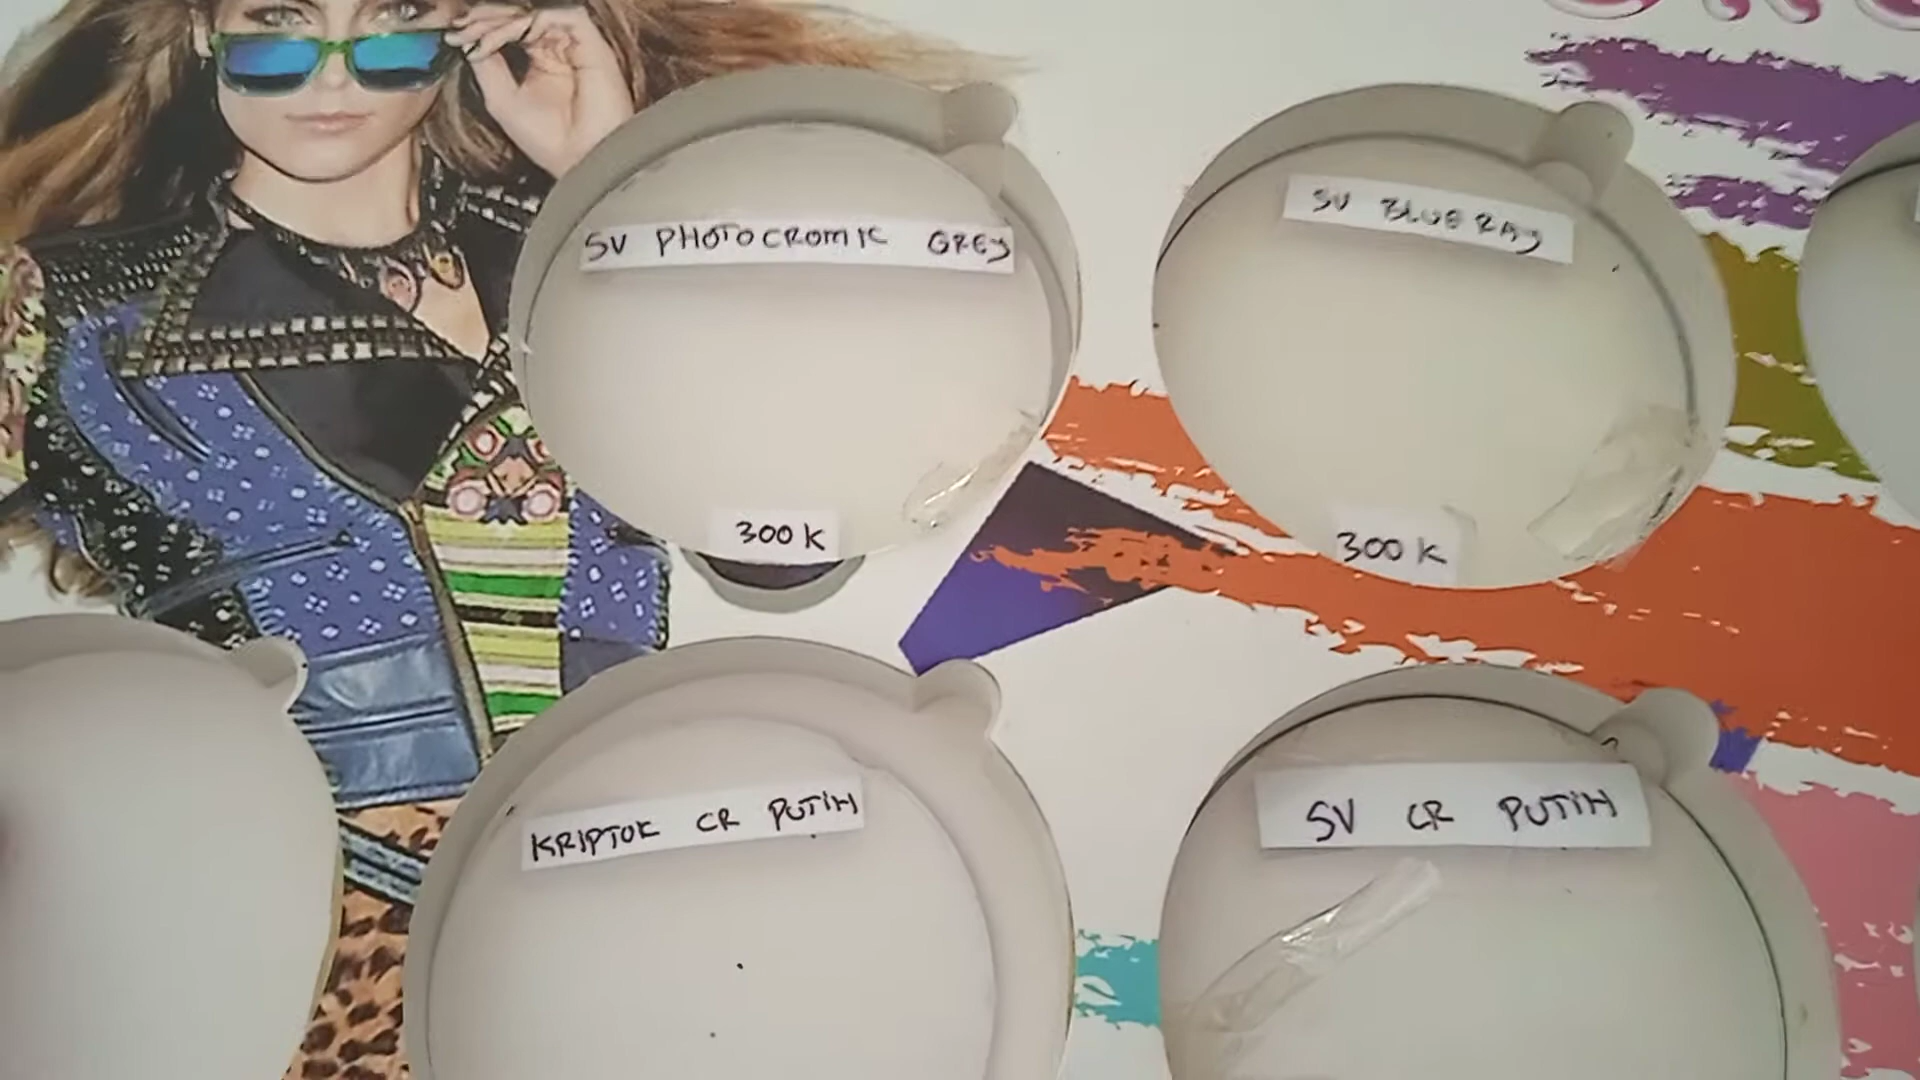 SV PHOTOCROMIC GREY
SV BLUE RAY
300 K
300 K
KRIPTOK CR PUTIH
SV CR PUTIH